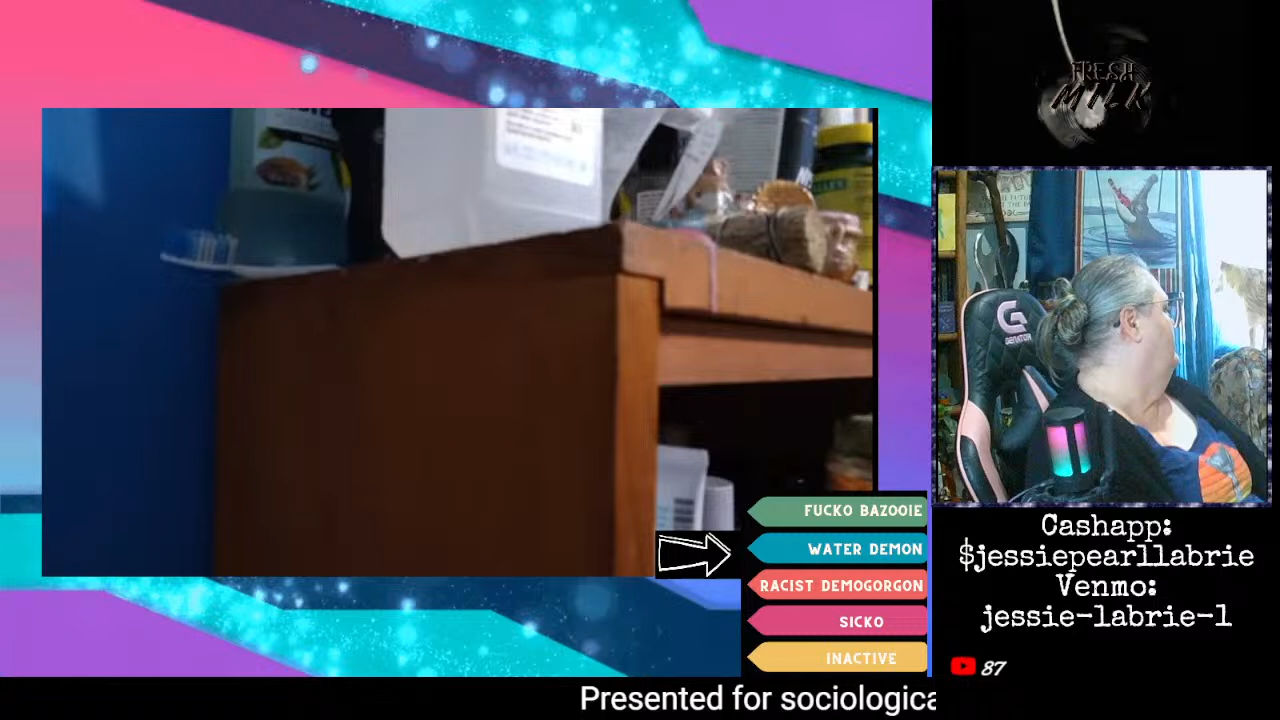 FRESH
MILK
G
GENATOR
FUCKO BAZOOIE
WATER DEMON
RACIST DEMOGORGON
SICKO
INACTIVE
Cashapp:
$jessiepearllabrie
Venmo:
jessie-labrie-1
87
Presented for sociologica